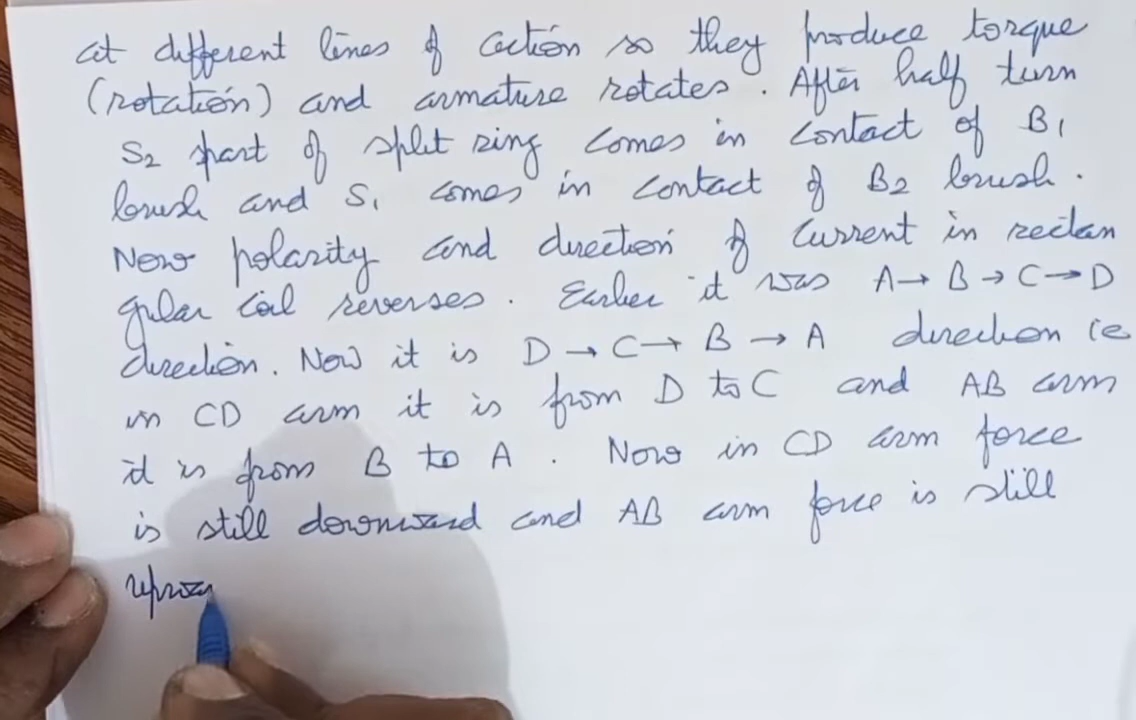 at different lines of action so they produce torque
(rotation) and armature rotates. After half turn
S2 part of split ring comes in contact of B1
brush and S1 comes in contact of B2 brush.
Now polarity and direction of current in rectan
gular coil reverses. Earlier it was A→ B → C → D
direction. Now it is D → C → B → A direction ie
in CD arm it is from D to C and AB arm
it is from B to A. Now in CD arm force
is still downward and AB arm force is still